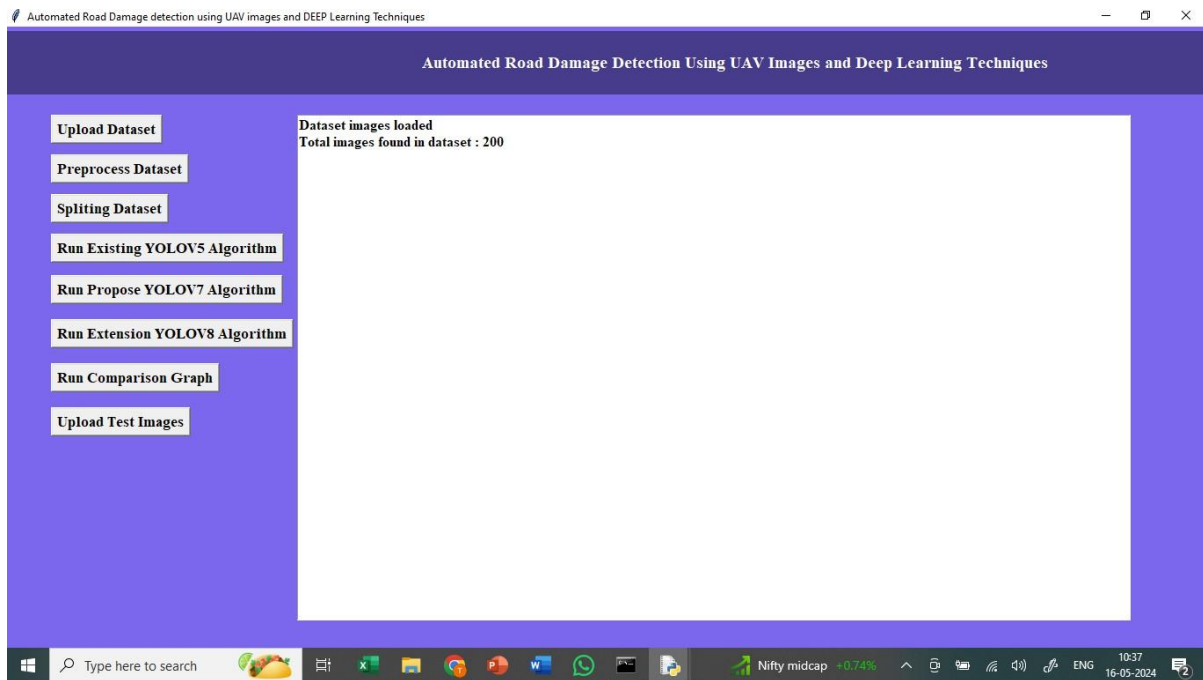 Automated Road Damage detection using UAV images and DEEP Learning Techniques
Automated Road Damage Detection Using UAV Images and Deep Learning Techniques
Upload Dataset
Preprocess Dataset
Spliting Dataset
Run Existing YOLOV5 Algorithm
Run Propose YOLOV7 Algorithm
Run Extension YOLOV8 Algorithm
Run Comparison Graph
Upload Test Images
Dataset images loaded
Total images found in dataset : 200
Type here to search
Nifty midcap +0.74%
ENG
10:37
16-05-2024
2